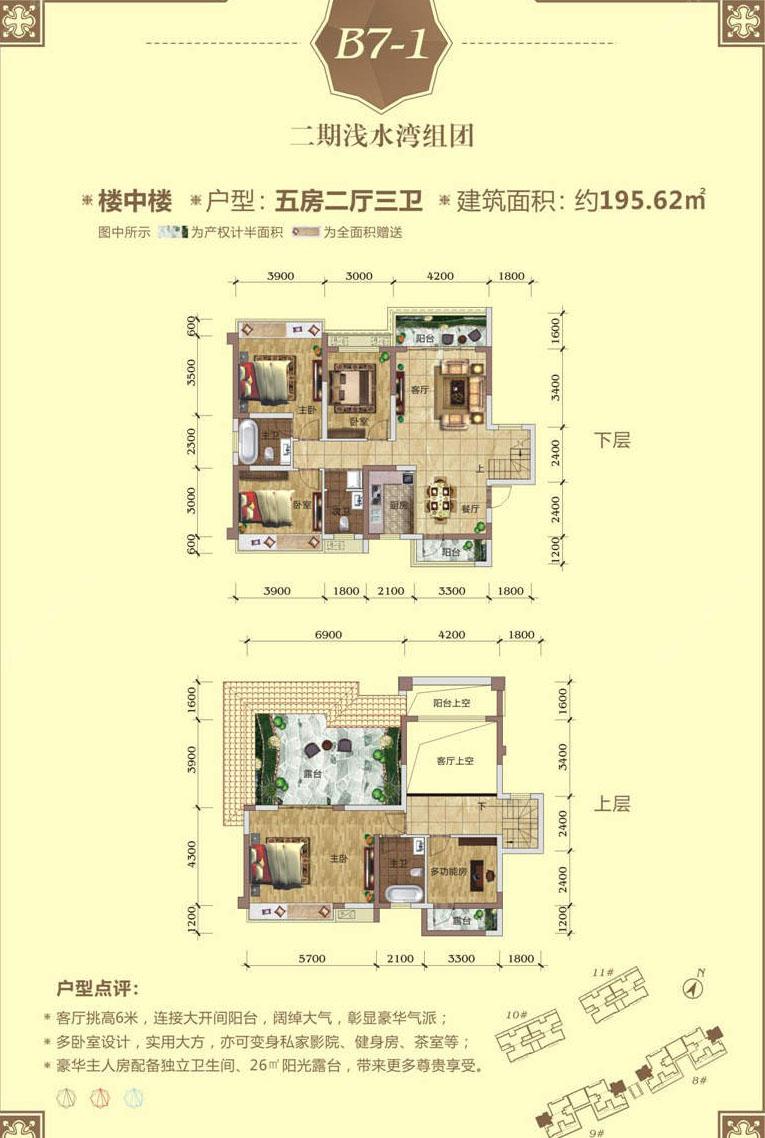 B7-1
二期浅水湾组团
※ 楼中楼 ※ 户型：五房二厅三卫 ※ 建筑面积：约195.62㎡
图中所示 为产权计半面积 为全面积赠送
3900 3000 4200 1800
600 3500 2300 3000 600
1600 3400 2400 2400 1200
阳台
客厅
主卧
卧室
主卫
上
卧室
次卫
厨房
餐厅
阳台
下层
3900 1800 2100 3300 1800
6900 4200 1800
1600 3900 4300 1200
1600 3400 2400 2400 1200
阳台上空
客厅上空
露台
下
上层
主卧
主卫
多功能房
露台
5700 2100 3300 1800
户型点评：
※ 客厅挑高6米，连接大开间阳台，阔绰大气，彰显豪华气派；
※ 多卧室设计，实用大方，亦可变身私家影院、健身房、茶室等；
※ 豪华主人房配备独立卫生间、26㎡阳光露台，带来更多尊贵享受。
N
11#
10#
8#
9#